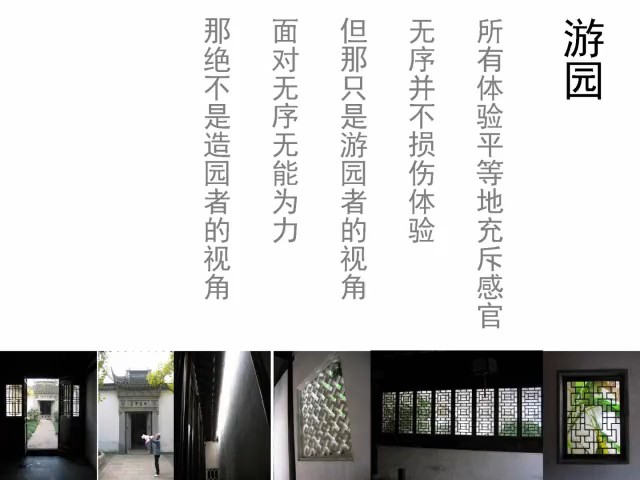 游园
所有体验平等地充斥感官
无序并不损伤体验
但那只是游园者的视角
面对无序无能为力
那绝不是造园者的视角